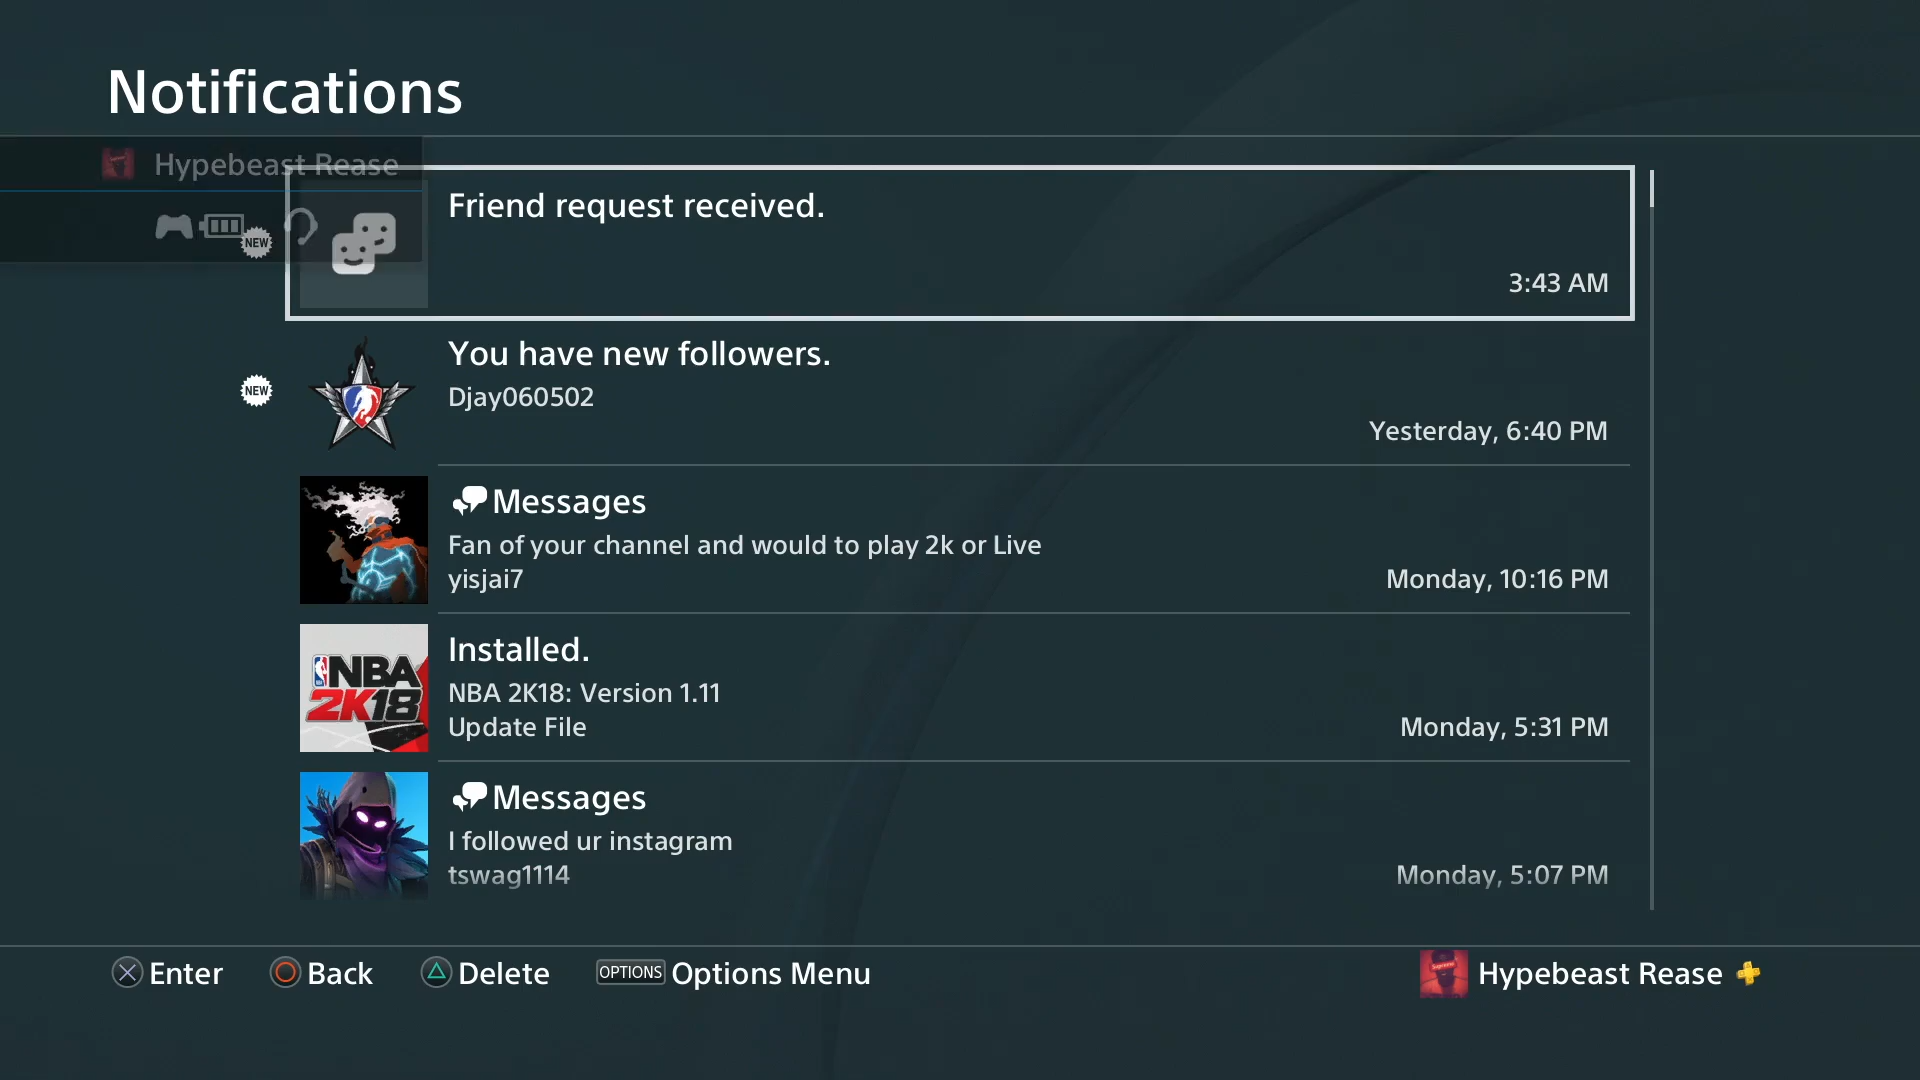 Notifications
Hypebeast Rease
Friend request received.
NEW
3:43 AM
You have new followers.
NEW
Djay060502
Yesterday, 6:40 PM
Messages
Fan of your channel and would to play 2k or Live
yisjai7
Monday, 10:16 PM
Installed.
NBA
2K18
NBA 2K18: Version 1.11
Update File
Monday, 5:31 PM
Messages
I followed ur instagram
tswag1114
Monday, 5:07 PM
Enter
Back
Delete
OPTIONS Options Menu
Supreme
Hypebeast Rease